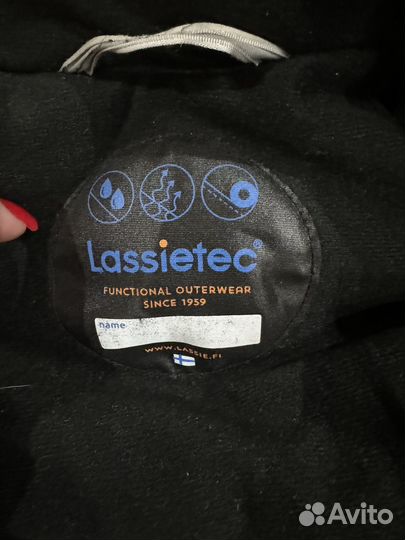 Lassietec®
FUNCTIONAL OUTERWEAR
SINCE 1959
name
WWW.LASSIE.FI
Avito